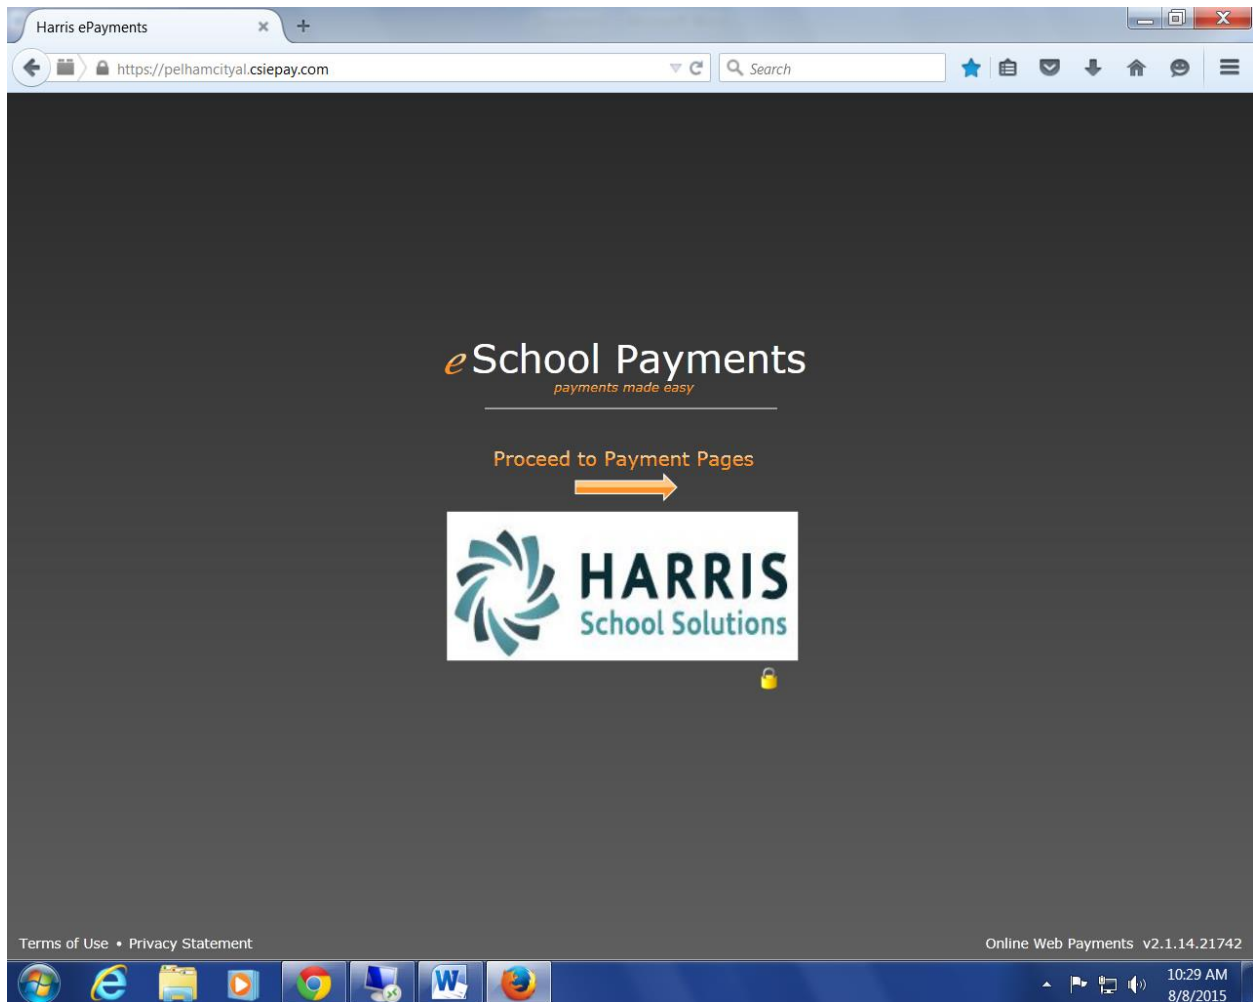 Harris ePayments
https://pelhamcityal.csiepay.com
Search
eSchool Payments
payments made easy
Proceed to Payment Pages
HARRIS
School Solutions
Terms of Use • Privacy Statement
Online Web Payments v2.1.14.21742
10:29 AM
8/8/2015